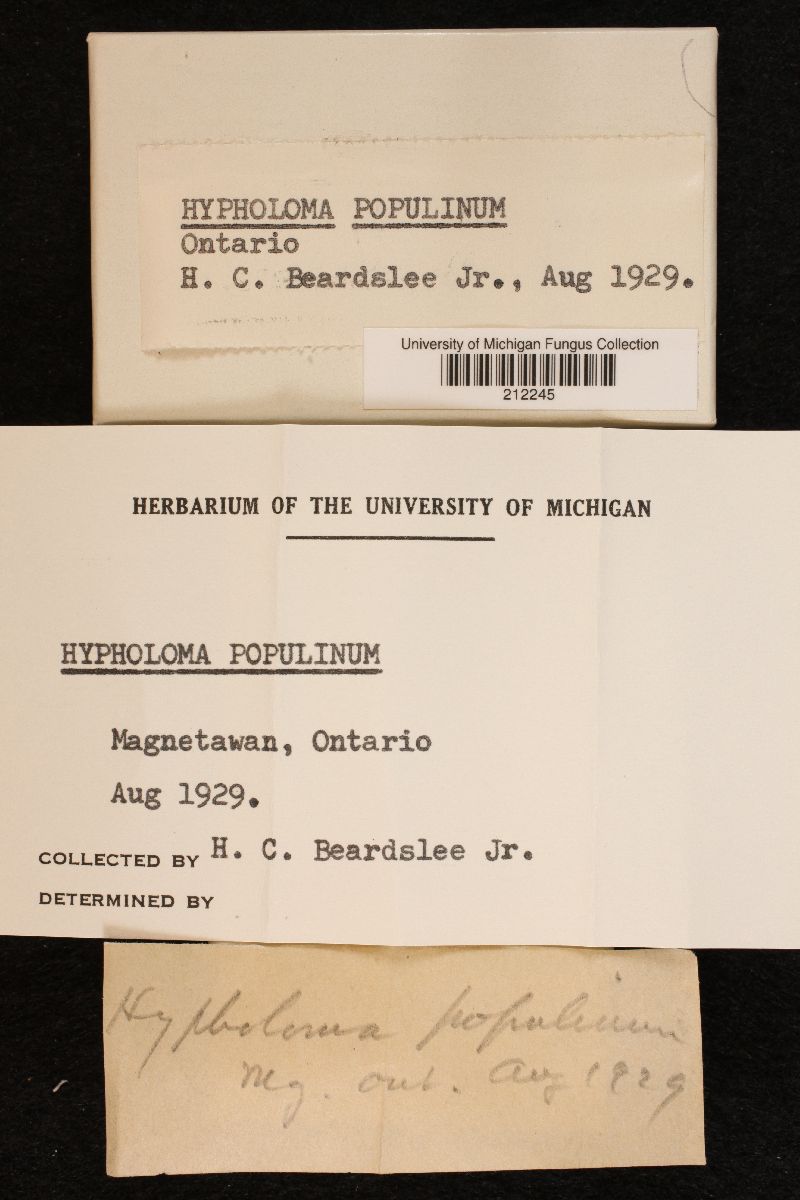 HYPHOLOMA POPULINUM
Ontario
H. C. Beardslee Jr., Aug 1929.
University of Michigan Fungus Collection
212245
HERBARIUM OF THE UNIVERSITY OF MICHIGAN
HYPHOLOMA POPULINUM
Magnetawan, Ontario
Aug 1929.
COLLECTED BY H. C. Beardslee Jr.
DETERMINED BY
Hypholoma populinum
Mg. Ont. Aug 1929